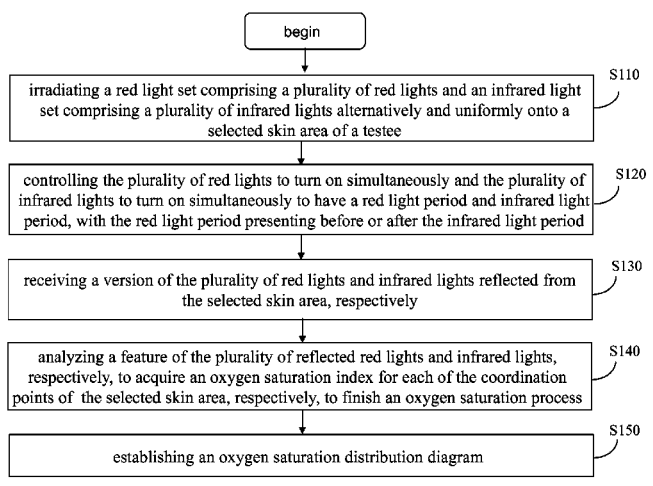 begin
S110
irradiating a red light set comprising a plurality of red lights and an infrared light
set comprising a plurality of infrared lights alternatively and uniformly onto a
selected skin area of a testee
S120
controlling the plurality of red lights to turn on simultaneously and the plurality of
infrared lights to turn on simultaneously to have a red light period and infrared light
period, with the red light period presenting before or after the infrared light period
S130
receiving a version of the plurality of red lights and infrared lights reflected from
the selected skin area, respectively
S140
analyzing a feature of the plurality of reflected red lights and infrared lights,
respectively, to acquire an oxygen saturation index for each of the coordination
points of the selected skin area, respectively, to finish an oxygen saturation process
S150
establishing an oxygen saturation distribution diagram